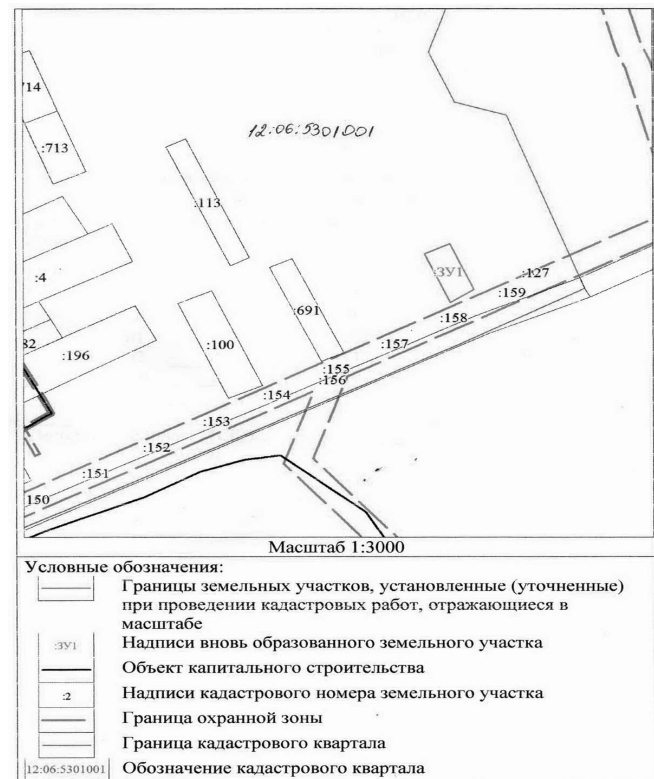 714
:713
12:06:5301001
:113
:4
:ЗУ1
:127
:159
:691
:158
82
:196
:100
:157
:155
:156
:154
:153
:152
:151
150
Масштаб 1:3000
Условные обозначения:
Границы земельных участков, установленные (уточненные)
при проведении кадастровых работ, отражающиеся в
масштабе
:ЗУ1 Надписи вновь образованного земельного участка
Объект капитального строительства
:2 Надписи кадастрового номера земельного участка
Граница охранной зоны
Граница кадастрового квартала
12:06:5301001 Обозначение кадастрового квартала